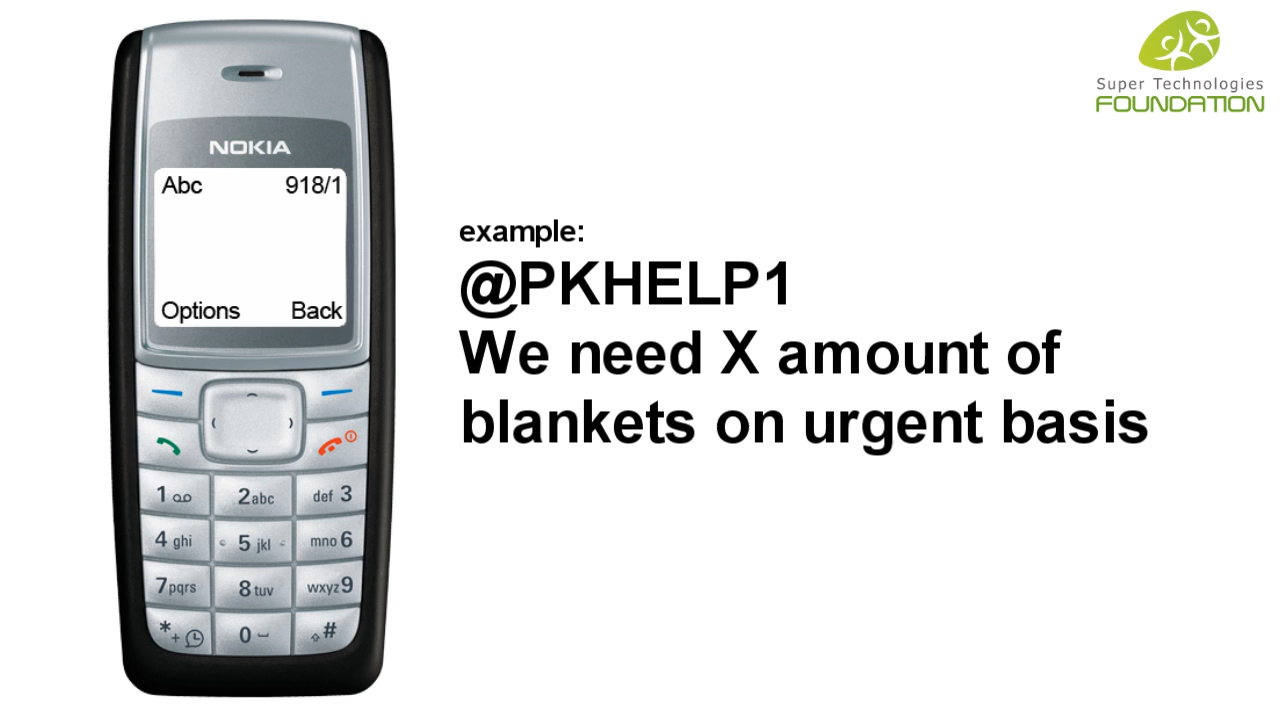 Super Technologies
FOUNDATION
NOKIA
Abc 918/1
Options Back
example:
@PKHELP1
We need X amount of
blankets on urgent basis
1
2abc
def 3
4 ghi
5 jkl
mno 6
7pqrs
8 tuv
wxyz9
*+
0
#